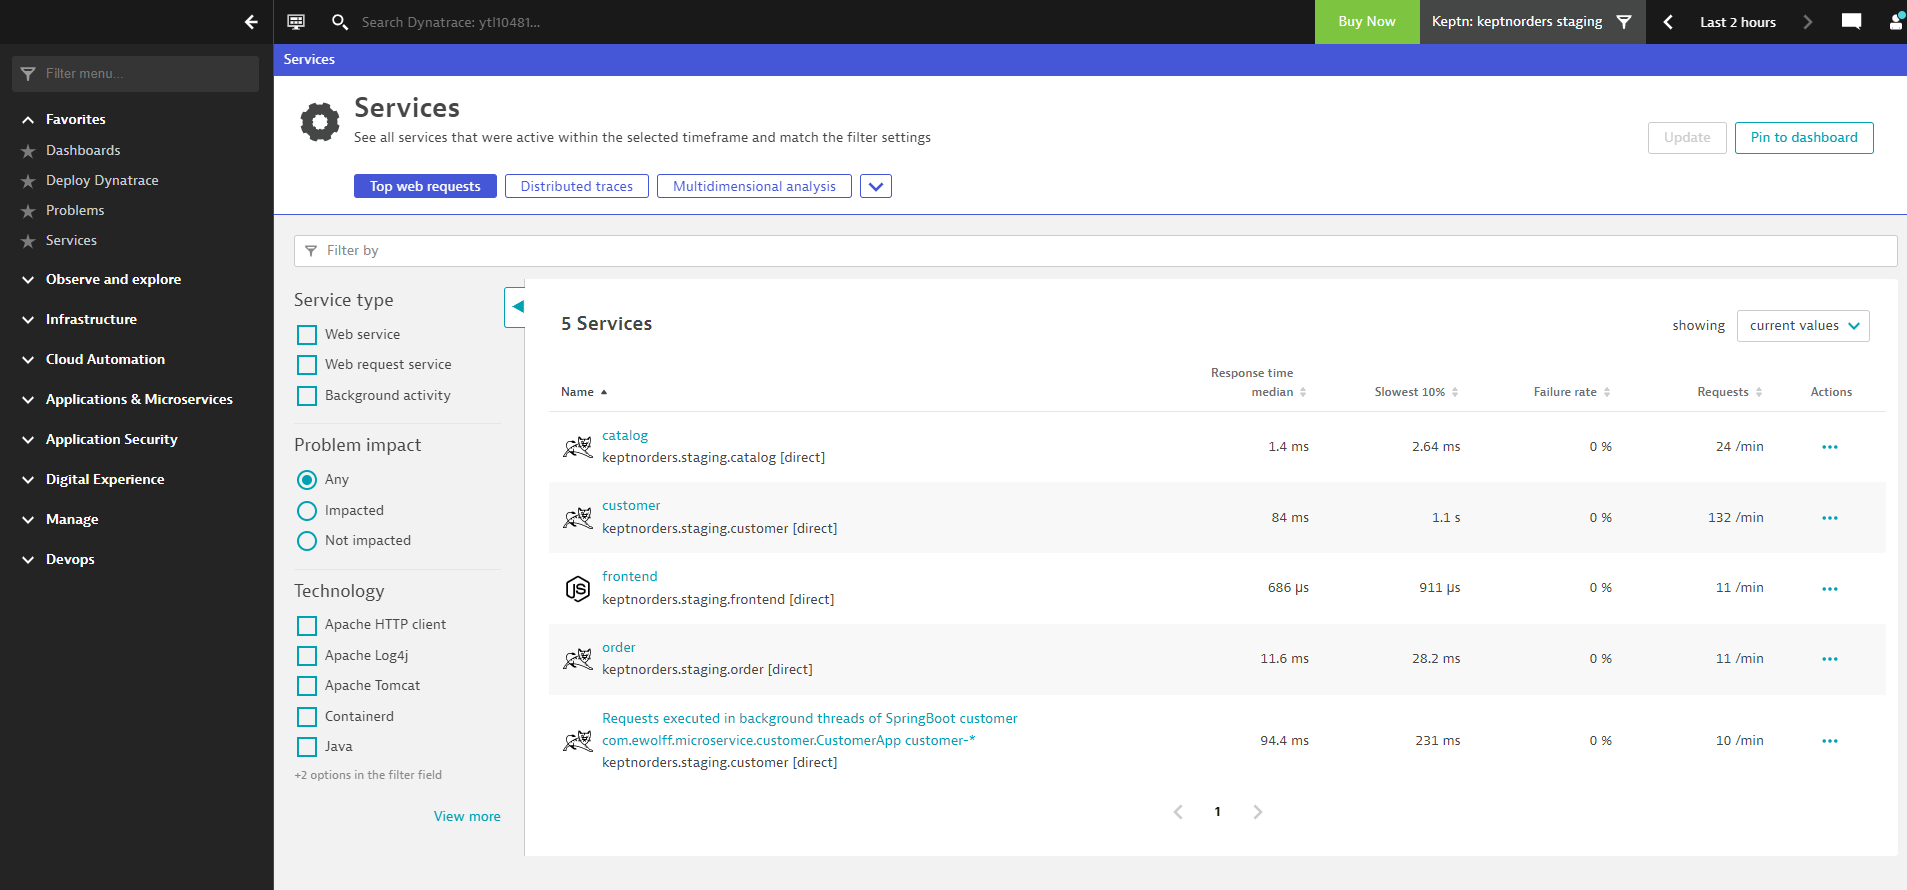 Search Dynatrace: ytl10481...
Buy Now
Keptn: keptnorders staging
Last 2 hours
Filter menu...
Favorites
Dashboards
Deploy Dynatrace
Problems
Services
Observe and explore
Infrastructure
Cloud Automation
Applications & Microservices
Application Security
Digital Experience
Manage
Devops
Services
Services
See all services that were active within the selected timeframe and match the filter settings
Update
Pin to dashboard
Top web requests
Distributed traces
Multidimensional analysis
Filter by
Service type
Web service
Web request service
Background activity
Problem impact
Any
Impacted
Not impacted
Technology
Apache HTTP client
Apache Log4j
Apache Tomcat
Containerd
Java
+2 options in the filter field
View more
5 Services
showing
current values
Name
Response time
median
Slowest 10%
Failure rate
Requests
Actions
catalog
keptnorders.staging.catalog [direct]
1.4 ms
2.64 ms
0 %
24 /min
customer
keptnorders.staging.customer [direct]
84 ms
1.1 s
0 %
132 /min
JS
frontend
keptnorders.staging.frontend [direct]
686 µs
911 µs
0 %
11 /min
order
keptnorders.staging.order [direct]
11.6 ms
28.2 ms
0 %
11 /min
Requests executed in background threads of SpringBoot customer
com.ewolff.microservice.customer.CustomerApp customer-*
keptnorders.staging.customer [direct]
94.4 ms
231 ms
0 %
10 /min
1